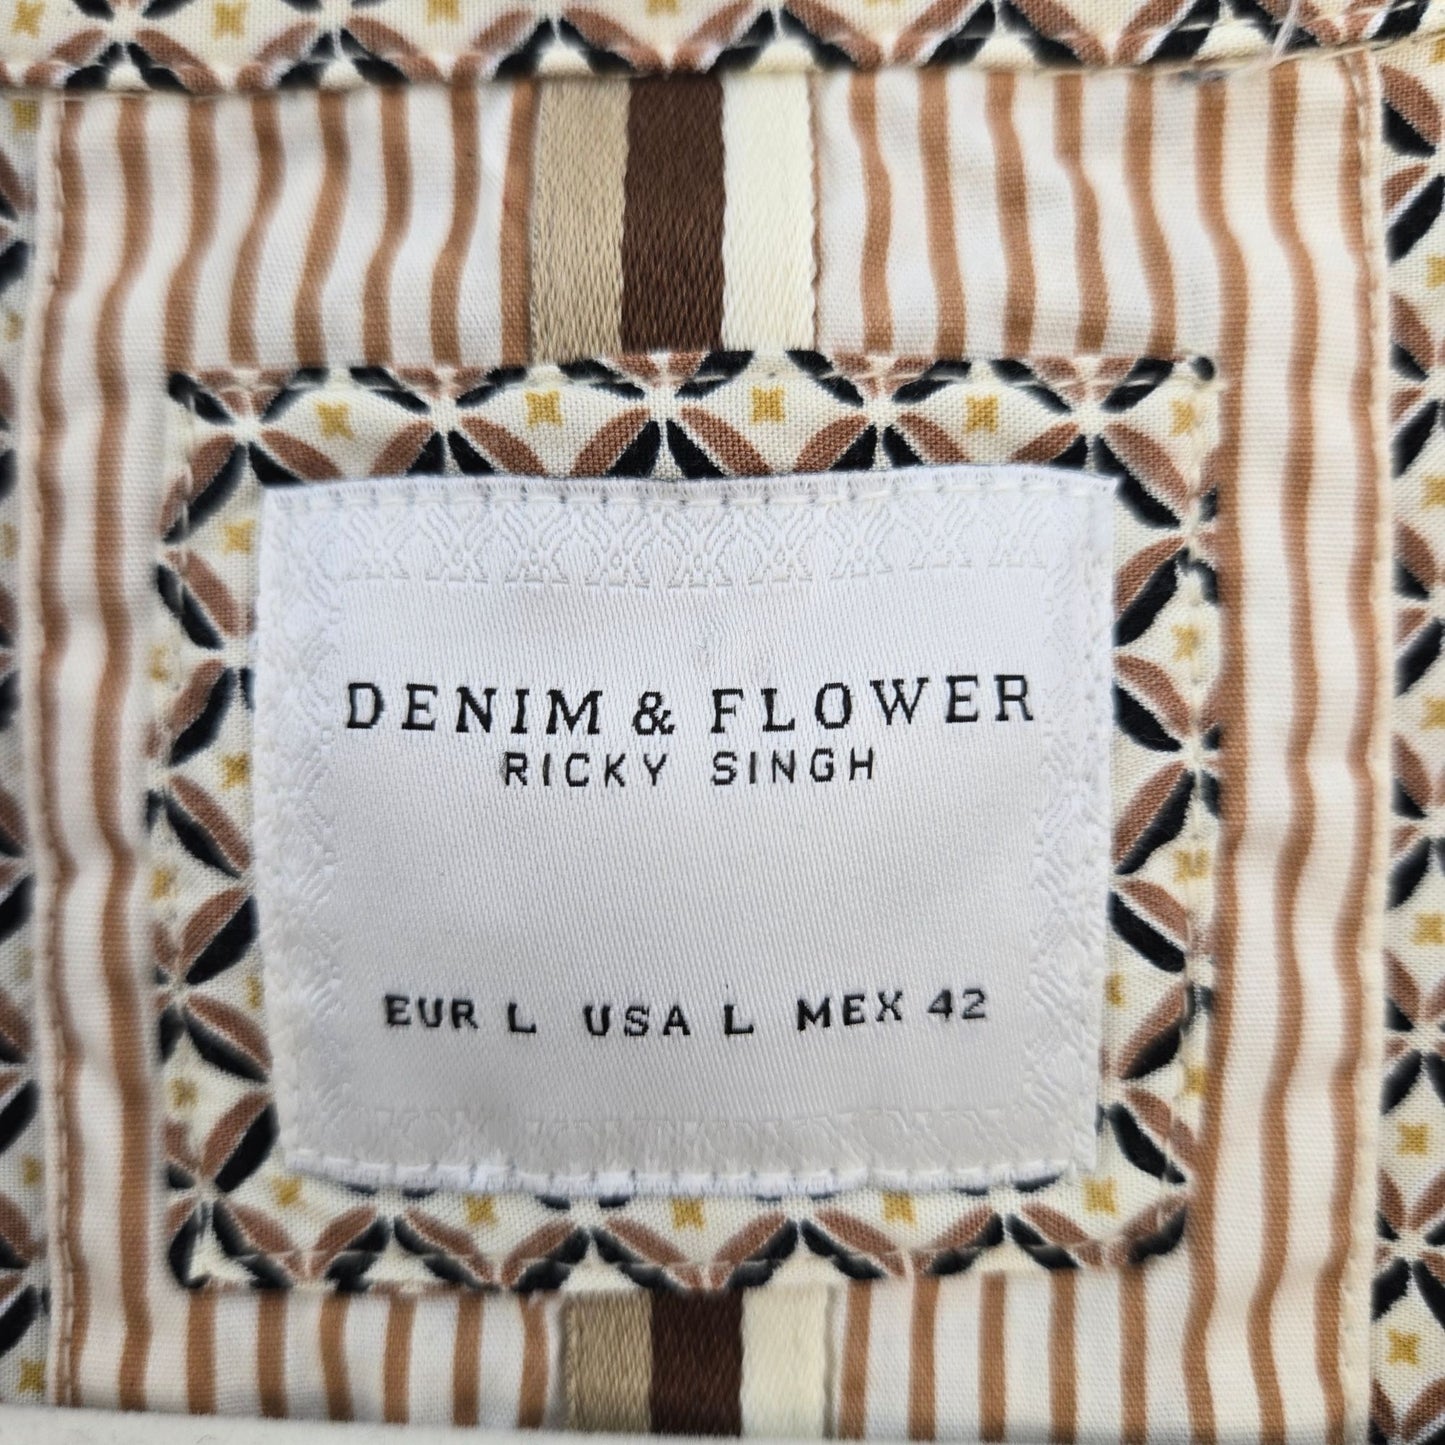 DENIM & FLOWER
RICKY SINGH
EUR L USA L MEX 42